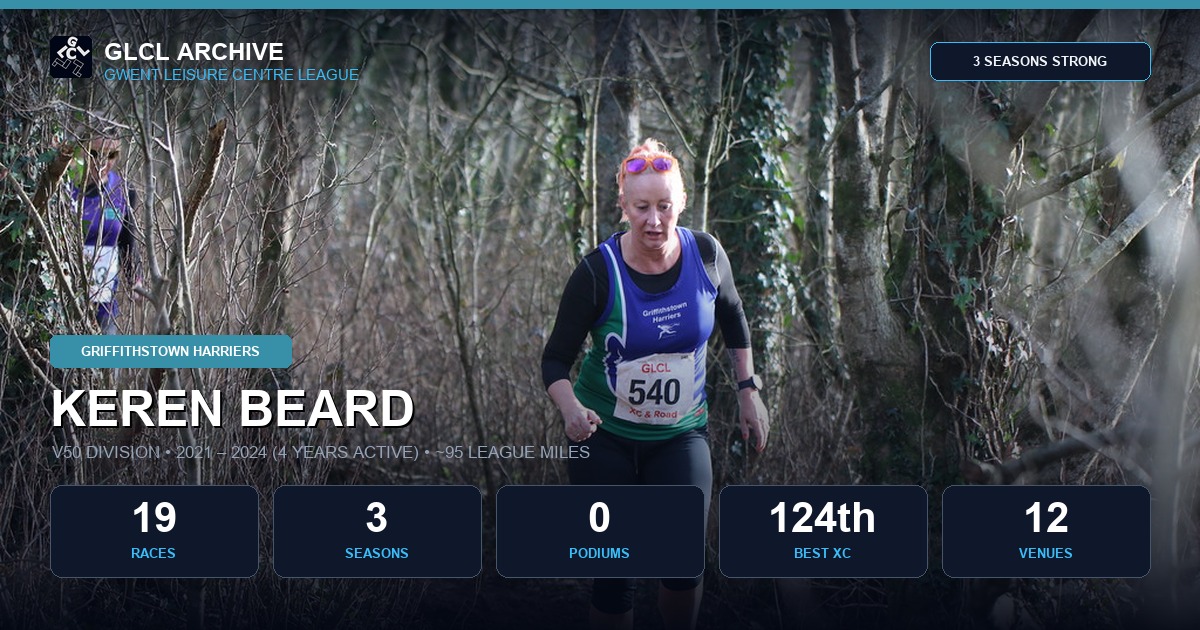 GLCL ARCHIVE
GWENT LEISURE CENTRE LEAGUE
3 SEASONS STRONG
Griffithstown
Harriers
GLCL
540
XC & Road
3
GRIFFITHSTOWN HARRIERS
KEREN BEARD
V50 DIVISION • 2021 – 2024 (4 YEARS ACTIVE) • ~95 LEAGUE MILES
19
RACES
3
SEASONS
0
PODIUMS
124th
BEST XC
12
VENUES